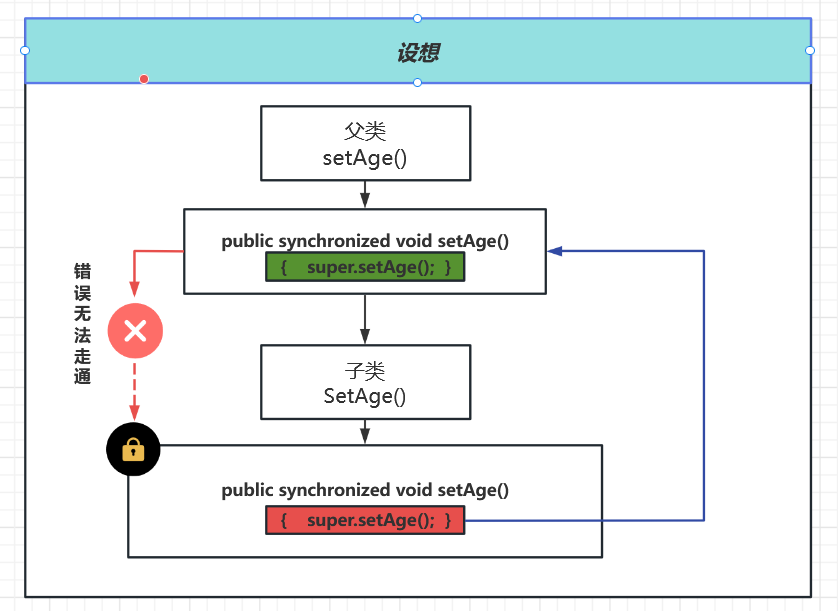 设想
父类
setAge()
public synchronized void setAge()
{ super.setAge(); }
错误无法走通
子类
SetAge()
public synchronized void setAge()
{ super.setAge(); }